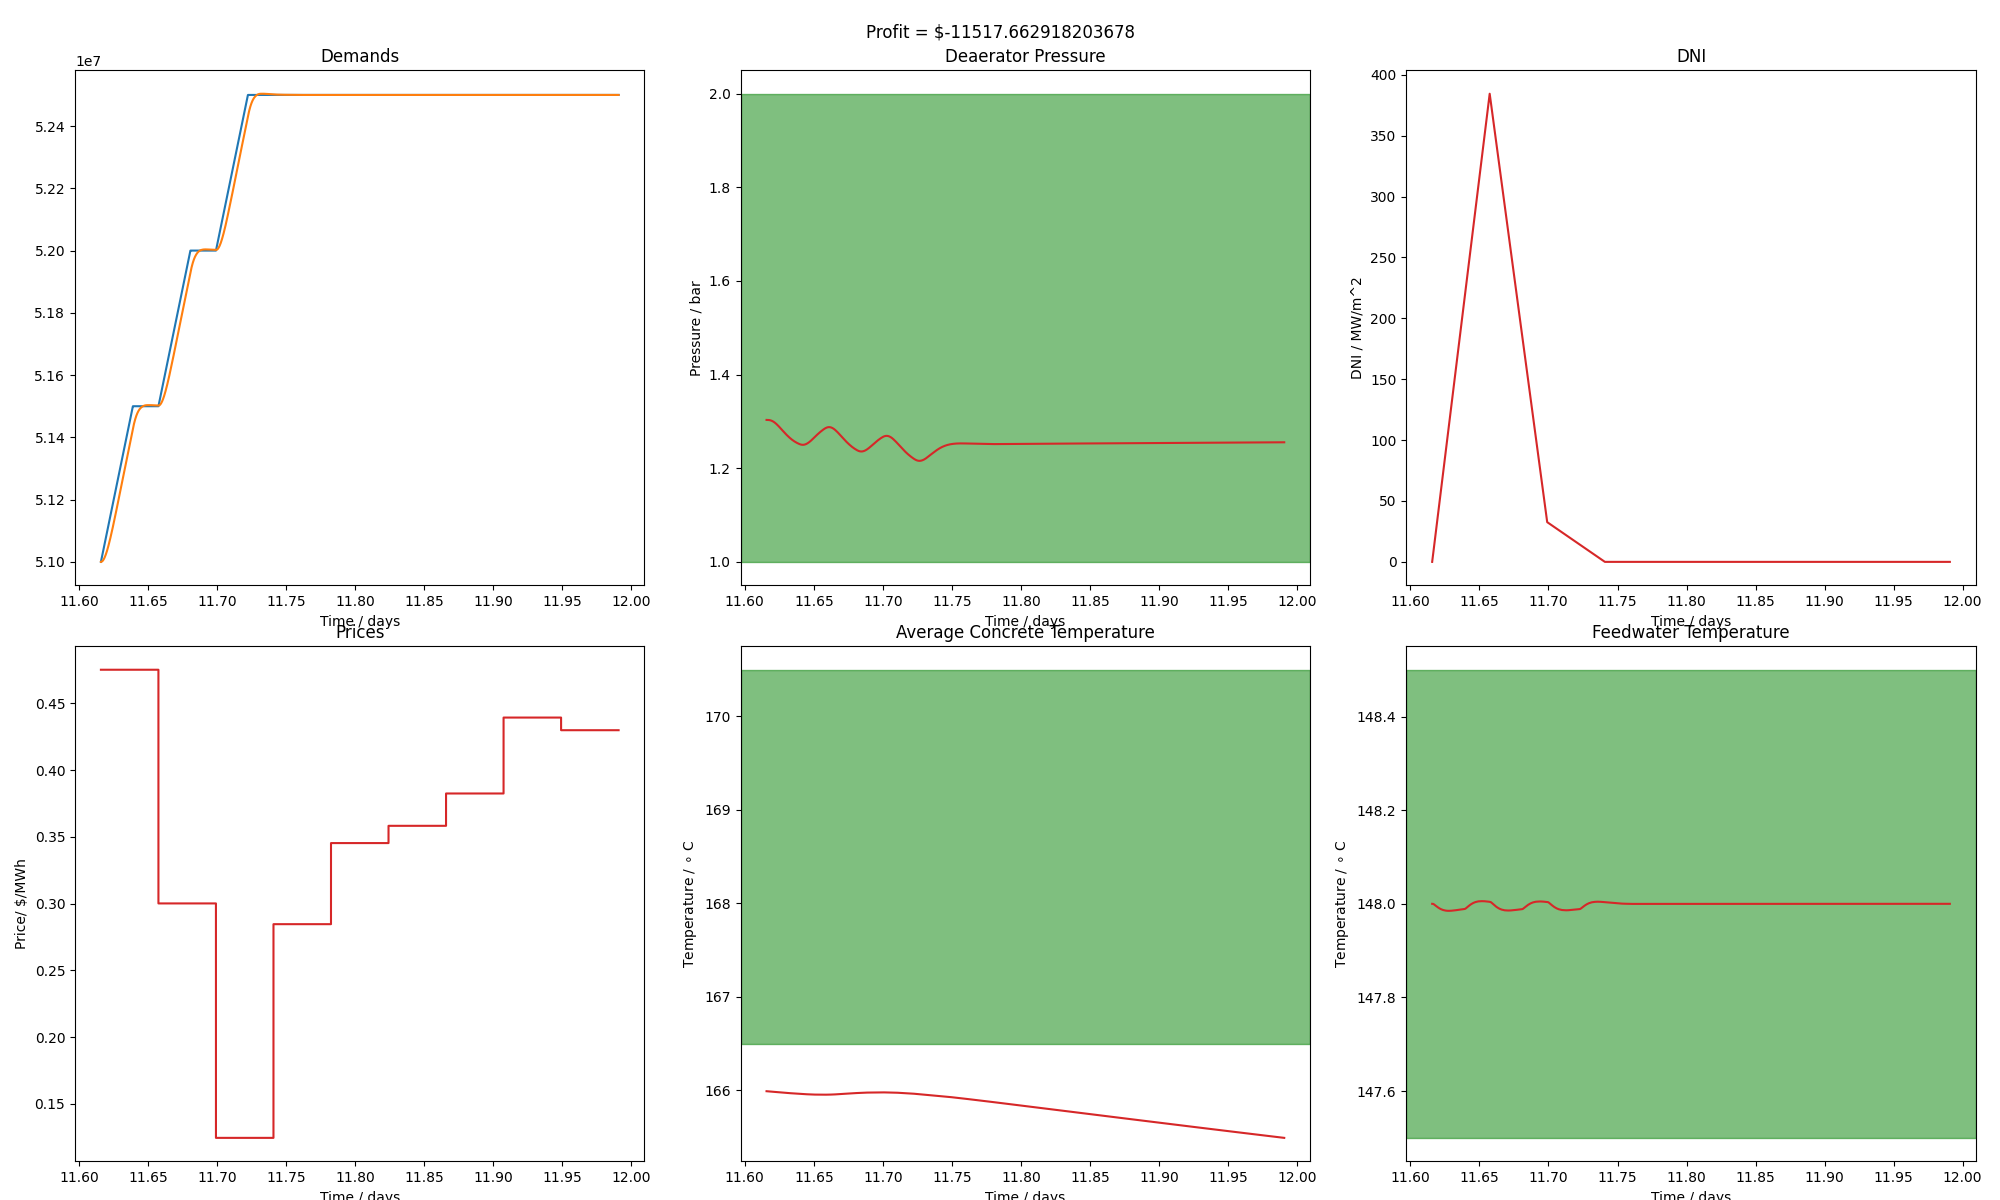 Profit = $-11517.662918203678
Demands
1e7
5.24
5.22
5.20
5.18
5.16
5.14
5.12
5.10
11.60 11.65 11.70 11.75 11.80 11.85 11.90 11.95 12.00
Time / days
Deaerator Pressure
Pressure / bar
2.0
1.8
1.6
1.4
1.2
1.0
11.60 11.65 11.70 11.75 11.80 11.85 11.90 11.95 12.00
Time / days
DNI
DNI / MW/m^2
400
350
300
250
200
150
100
50
0
11.60 11.65 11.70 11.75 11.80 11.85 11.90 11.95 12.00
Time / days
Prices
Price/ $/MWh
0.45
0.40
0.35
0.30
0.25
0.20
0.15
11.60 11.65 11.70 11.75 11.80 11.85 11.90 11.95 12.00
Time / days
Average Concrete Temperature
Temperature / ∘ C
170
169
168
167
166
11.60 11.65 11.70 11.75 11.80 11.85 11.90 11.95 12.00
Time / days
Feedwater Temperature
Temperature / ∘ C
148.4
148.2
148.0
147.8
147.6
11.60 11.65 11.70 11.75 11.80 11.85 11.90 11.95 12.00
Time / days